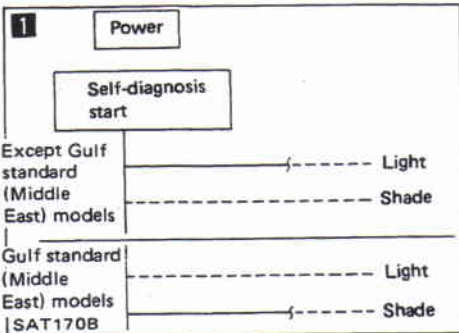 1 Power
Self-diagnosis
start
Except Gulf
standard
(Middle
East) models
Light
Shade
Gulf standard
(Middle
East) models
Light
Shade
SAT170B